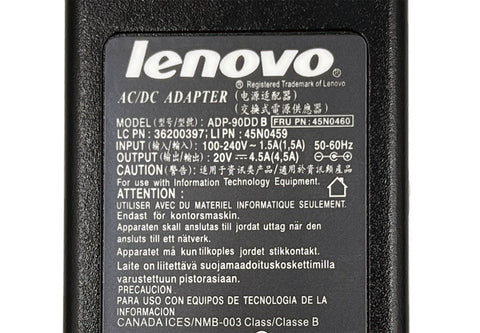 lenovo®
® Registered Trademark of Lenovo
AC/DC ADAPTER (电源适配器)
(交換式電源供應器)
MODEL (型号/型號): ADP-90DD B FRU PN : 45N0460
LC PN : 36200397; LI PN : 45N0459
INPUT (输入/輸入): 100-240V ~ 1.5A(1,5A) 50-60Hz
OUTPUT (输出/輸出): 20V ⎓ 4.5A(4,5A)
CAUTION (注意): 适用于资讯类产品/適用於資訊類產品
For use with Information Technology Equipment.
ATTENTION :
UTILISER AVEC DU MATERIEL INFORMATIQUE SEULEMENT.
Endast för kontorsmaskin.
Apparaten skall anslutas till jordat uttag när den
ansluts till ett nätverk.
Apparatet må kun tilkoples jordet stikkontakt.
Laite on liitettävä suojamaadoituskoskettimilla
varustettuun pistorasiaan.
PRECAUCION
PARA USO CON EQUIPOS DE TECNOLOGIA DE LA
INFORMACION
CANADA ICES/NMB-003 Class/Classe B